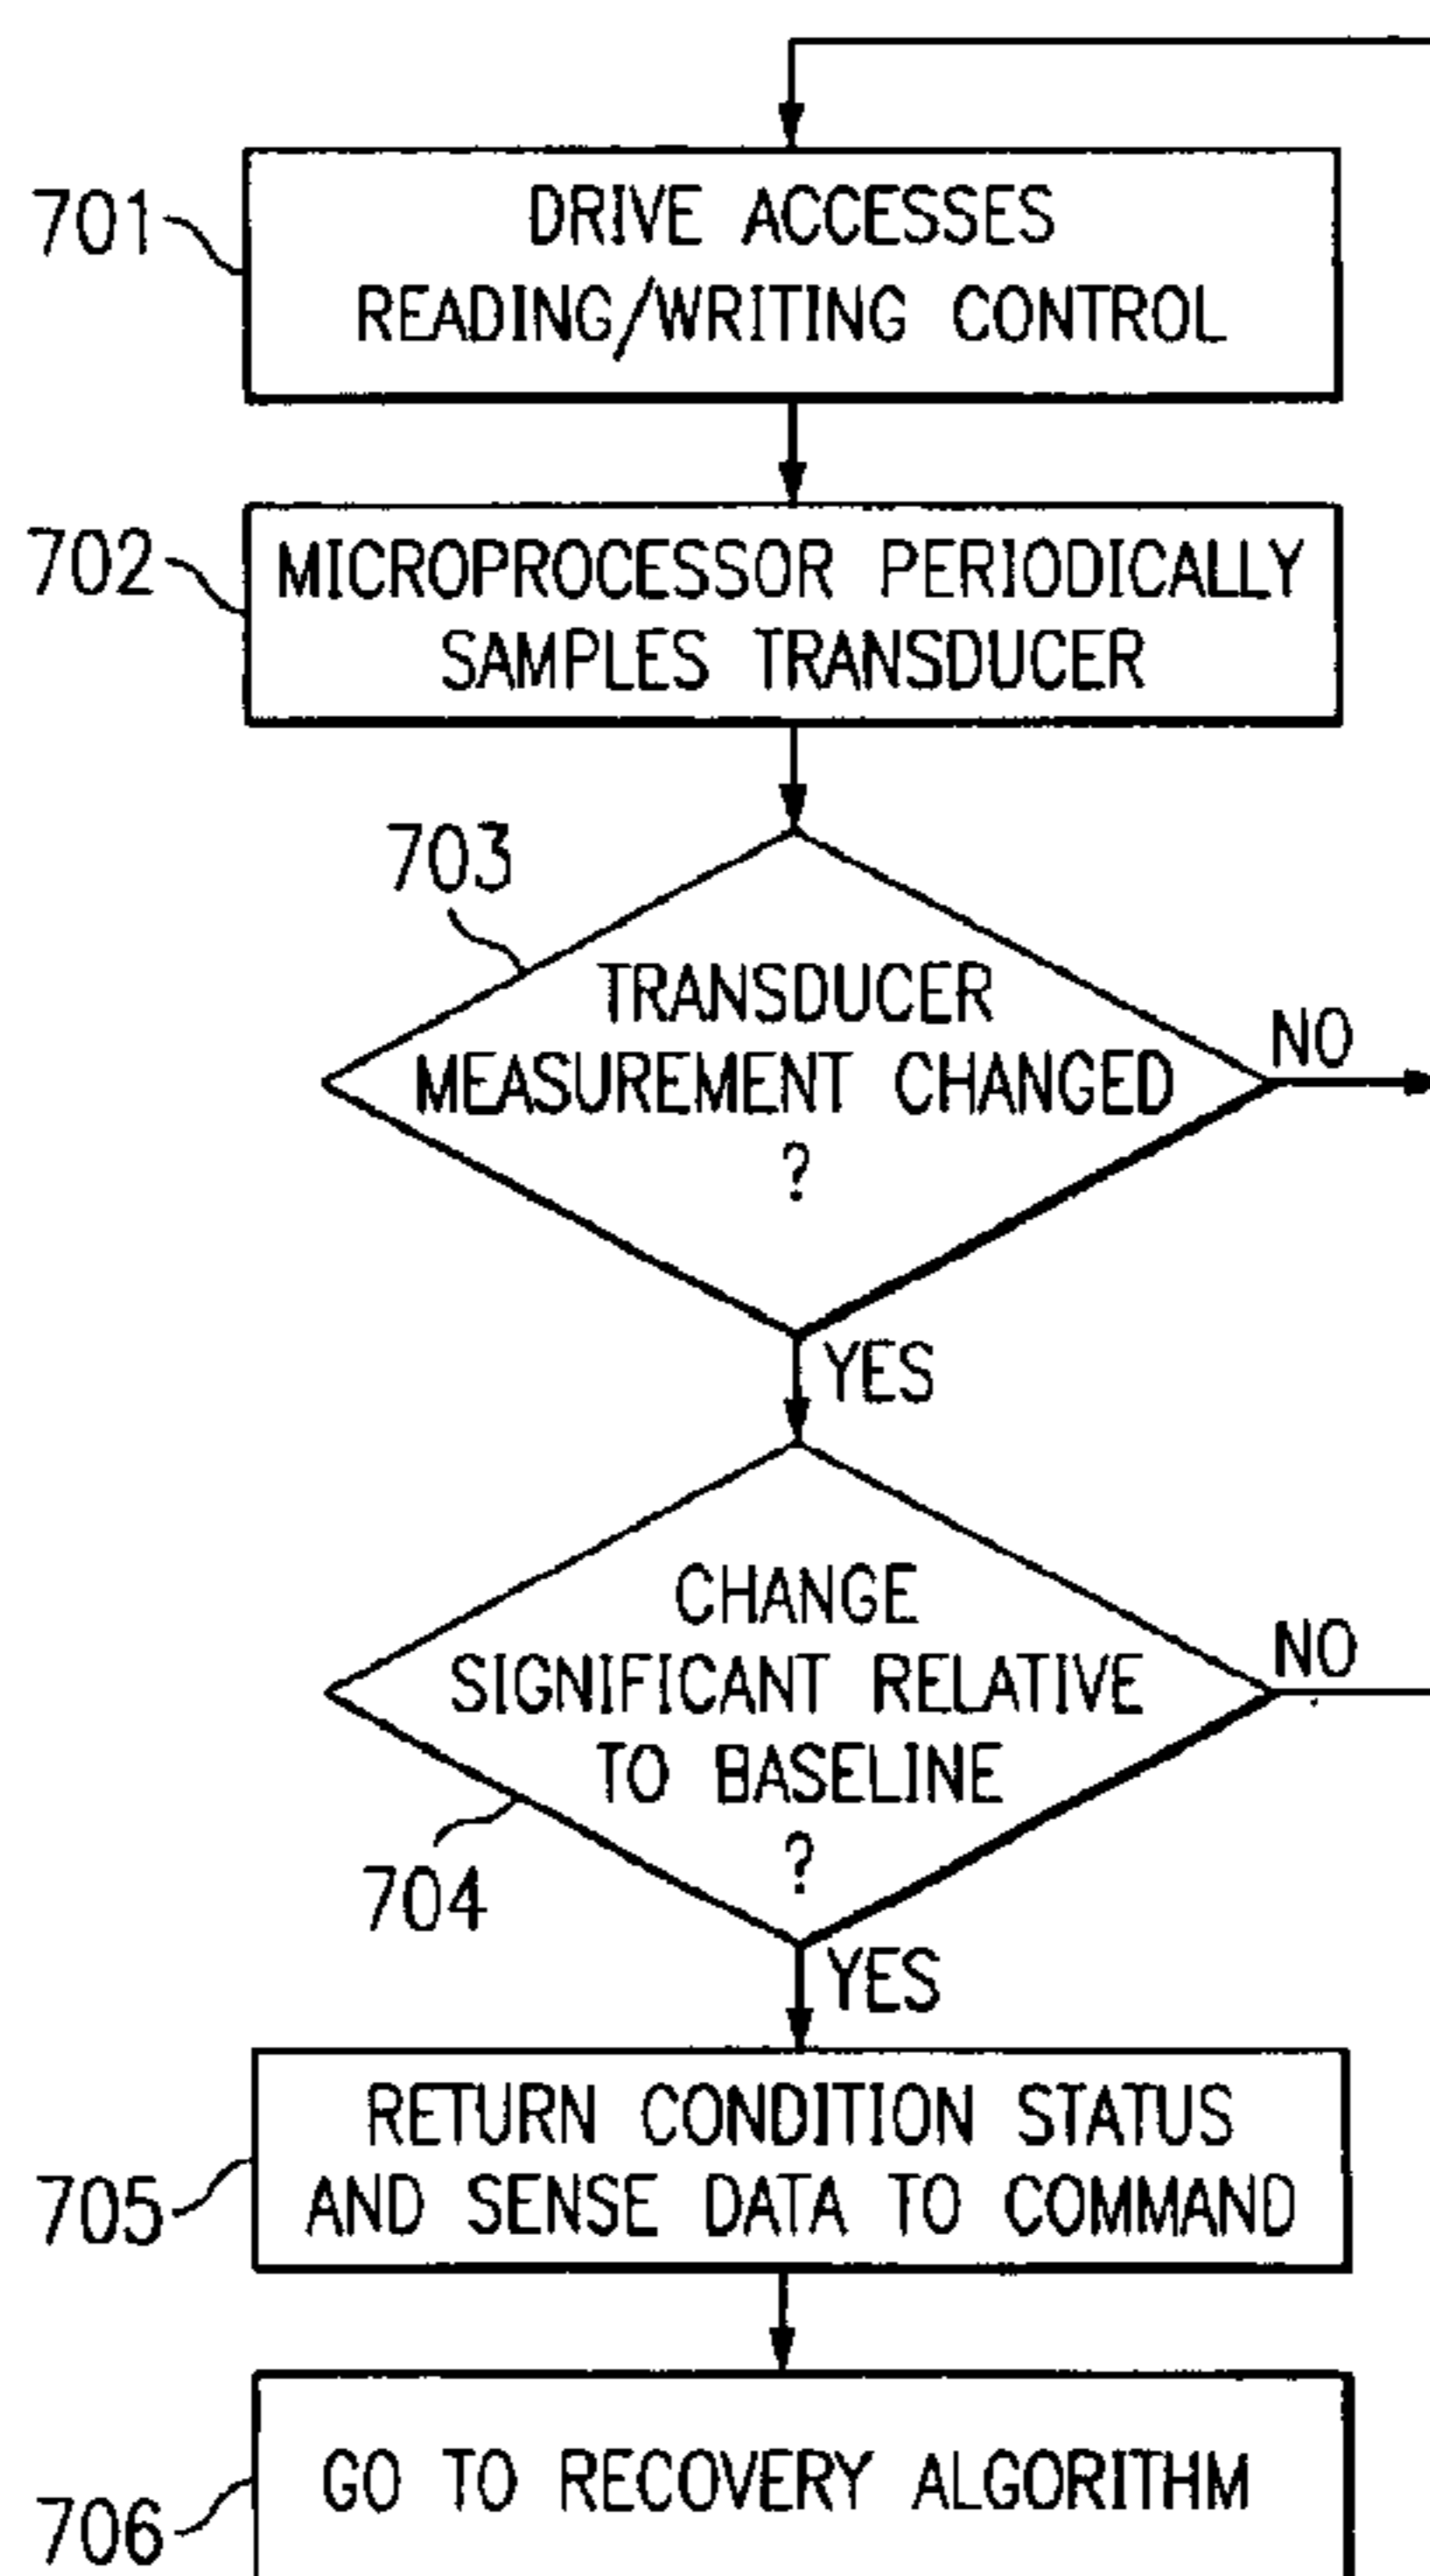 701
DRIVE ACCESSES
READING/WRITING CONTROL
702
MICROPROCESSOR PERIODICALLY
SAMPLES TRANSDUCER
703
TRANSDUCER
MEASUREMENT CHANGED
?
NO
YES
CHANGE
SIGNIFICANT RELATIVE
TO BASELINE
?
NO
704
YES
705
RETURN CONDITION STATUS
AND SENSE DATA TO COMMAND
706
GO TO RECOVERY ALGORITHM